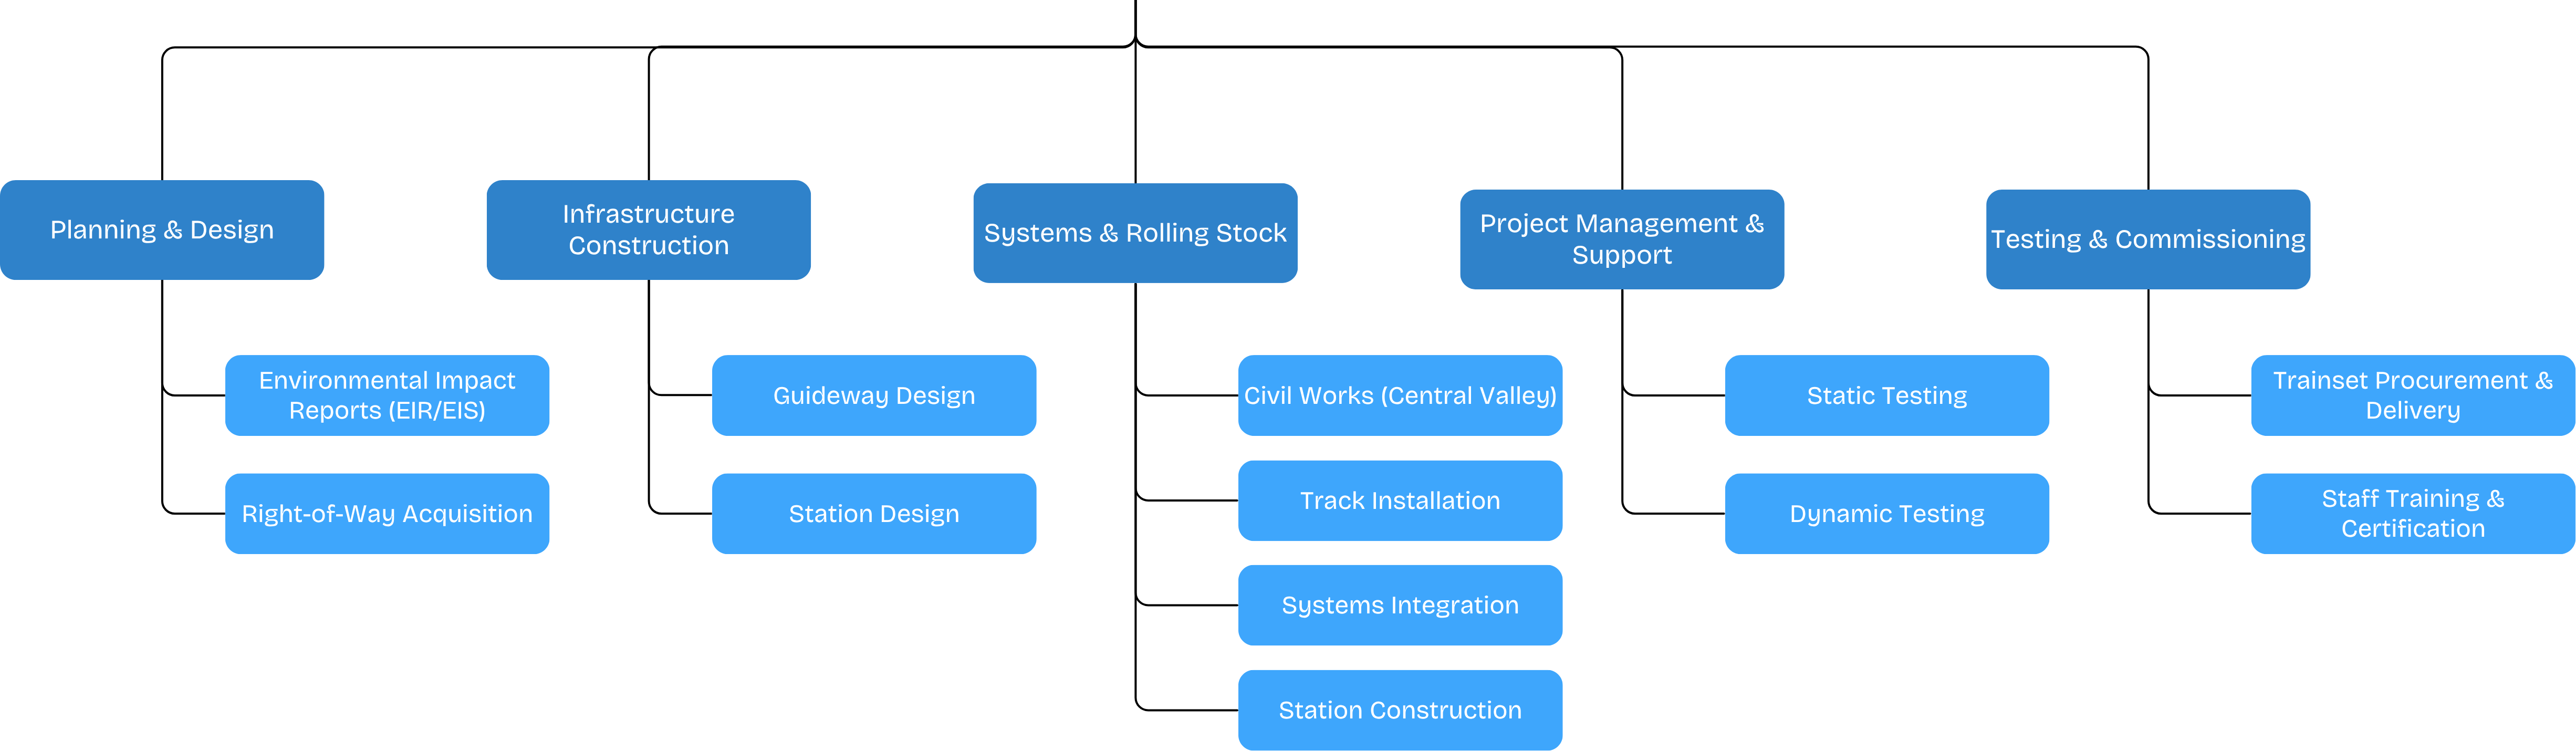 Planning & Design
Infrastructure
Construction
Systems & Rolling Stock
Project Management &
Support
Testing & Commissioning
Environmental Impact
Reports (EIR/EIS)
Right-of-Way Acquisition
Guideway Design
Station Design
Civil Works (Central Valley)
Track Installation
Systems Integration
Station Construction
Static Testing
Dynamic Testing
Trainset Procurement &
Delivery
Staff Training &
Certification